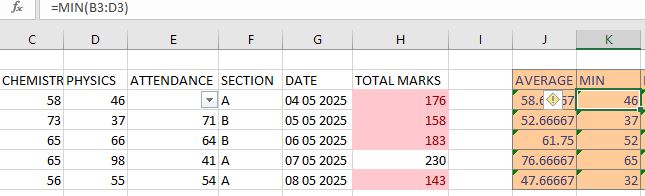 fx =MIN(B3:D3)
C D E F G H I J K
CHEMISTR PHYSICS ATTENDANCE SECTION DATE TOTAL MARKS AVERAGE MIN
58 46 A 04 05 2025 176 46
73 37 71 B 05 05 2025 158 52.66667 37
65 66 64 B 06 05 2025 183 61.75 52
65 98 41 A 07 05 2025 230 76.66667 65
56 55 54 A 08 05 2025 143 47.66667 32